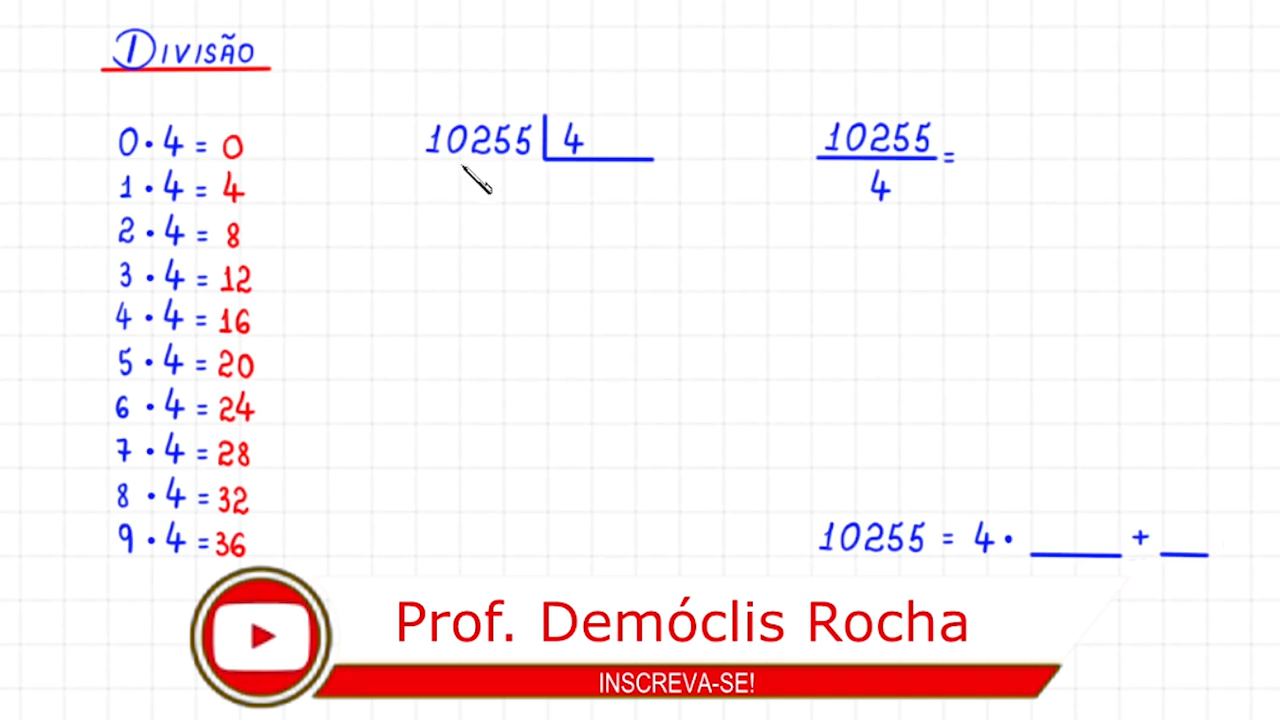 DIVISÃO
0 · 4 = 0
1 · 4 = 4
2 · 4 = 8
3 · 4 = 12
4 · 4 = 16
5 · 4 = 20
6 · 4 = 24
7 · 4 = 28
8 · 4 = 32
9 · 4 = 36
10255 4
10255 =
4
10255 = 4 · ____ + __
Prof. Demóclis Rocha
INSCREVA-SE!